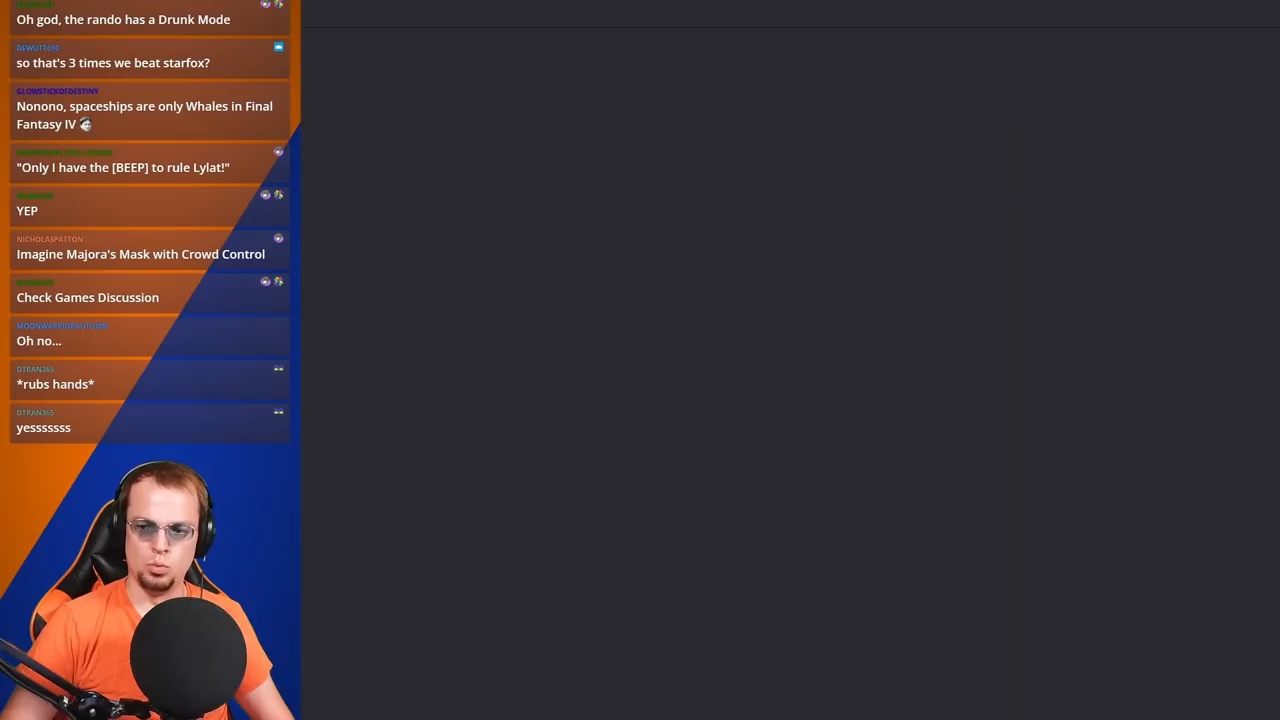 Oh god, the rando has a Drunk Mode
DEWUTT610
so that's 3 times we beat starfox?
GLOWSTICKOFDESTINY
Nonono, spaceships are only Whales in Final
Fantasy IV
"Only I have the [BEEP] to rule Lylat!"
YEP
NICHOLASPATTON
Imagine Majora's Mask with Crowd Control
Check Games Discussion
MOONWARRIORAUTUMN
Oh no...
DTRAN365
*rubs hands*
DTRAN365
yesssssss